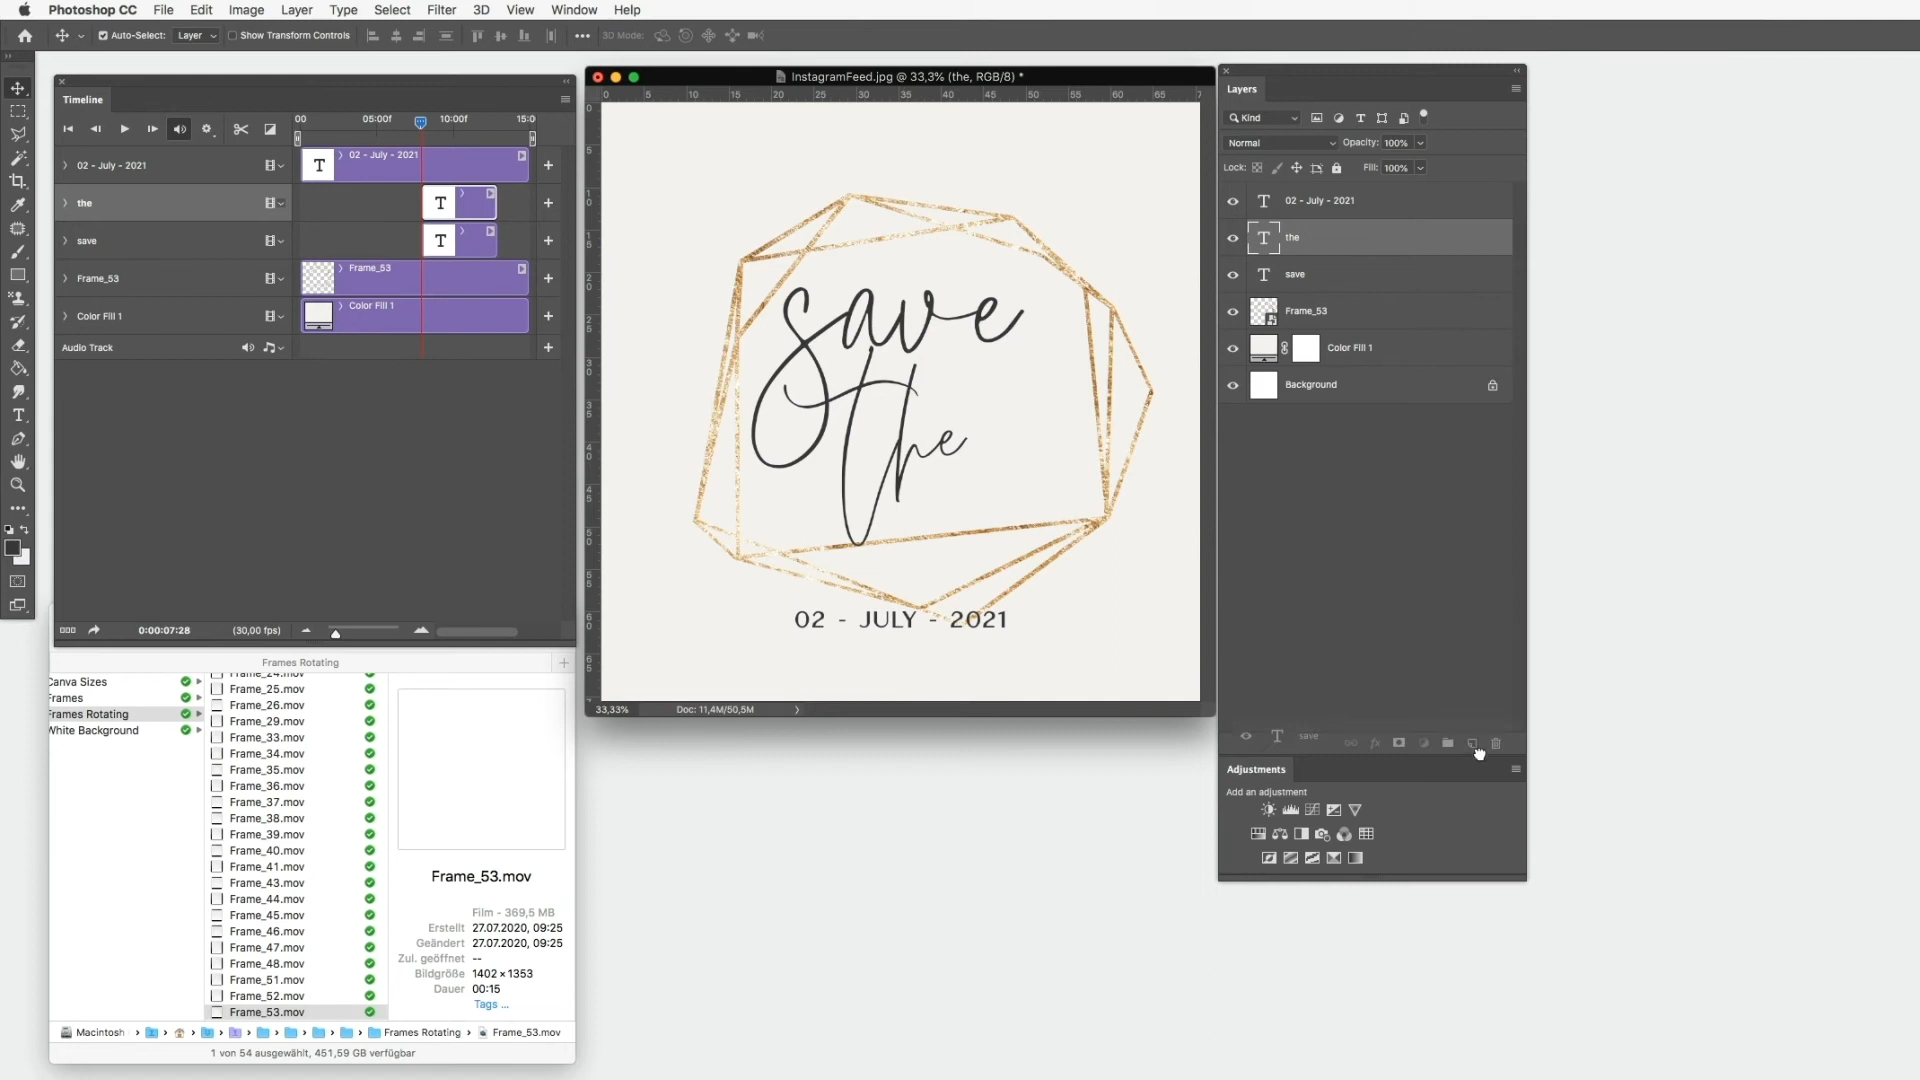 Photoshop CC File Edit Image Layer Type Select Filter 3D View Window Help
Auto-Select: Layer Show Transform Controls 3D Mode:
Timeline
00 05:00f 10:00f 15:0
02 - July - 2021 T 02 - July - 2021
the T
save T
Frame_53 Frame_53
Color Fill 1 Color Fill 1
Audio Track
0:00:07:28 (30,00 fps)
InstagramFeed.jpg @ 33,3% (the, RGB/8) *
0 5 10 15 20 25 30 35 40 45 50 55 60 65 7
save
the
02 - JULY - 2021
33,33% Doc: 11,4M/50,5M
Layers
Kind
Normal Opacity: 100%
Lock: Fill: 100%
T 02 - July - 2021
T the
T save
Frame_53
Color Fill 1
Background
T save
fx
Adjustments
Add an adjustment
Frames Rotating
Canva Sizes
Frames
Frames Rotating
White Background
Frame_24.mov
Frame_25.mov
Frame_26.mov
Frame_29.mov
Frame_33.mov
Frame_34.mov
Frame_35.mov
Frame_36.mov
Frame_37.mov
Frame_38.mov
Frame_39.mov
Frame_40.mov
Frame_41.mov
Frame_43.mov
Frame_44.mov
Frame_45.mov
Frame_46.mov
Frame_47.mov
Frame_48.mov
Frame_51.mov
Frame_52.mov
Frame_53.mov
Frame_53.mov
Film - 369,5 MB
Erstellt 27.07.2020, 09:25
Geändert 27.07.2020, 09:25
Zul. geöffnet --
Bildgröße 1402 × 1353
Dauer 00:15
Tags ...
Macintosh › Frames Rotating › Frame_53.mov
1 von 54 ausgewählt, 451,59 GB verfügbar